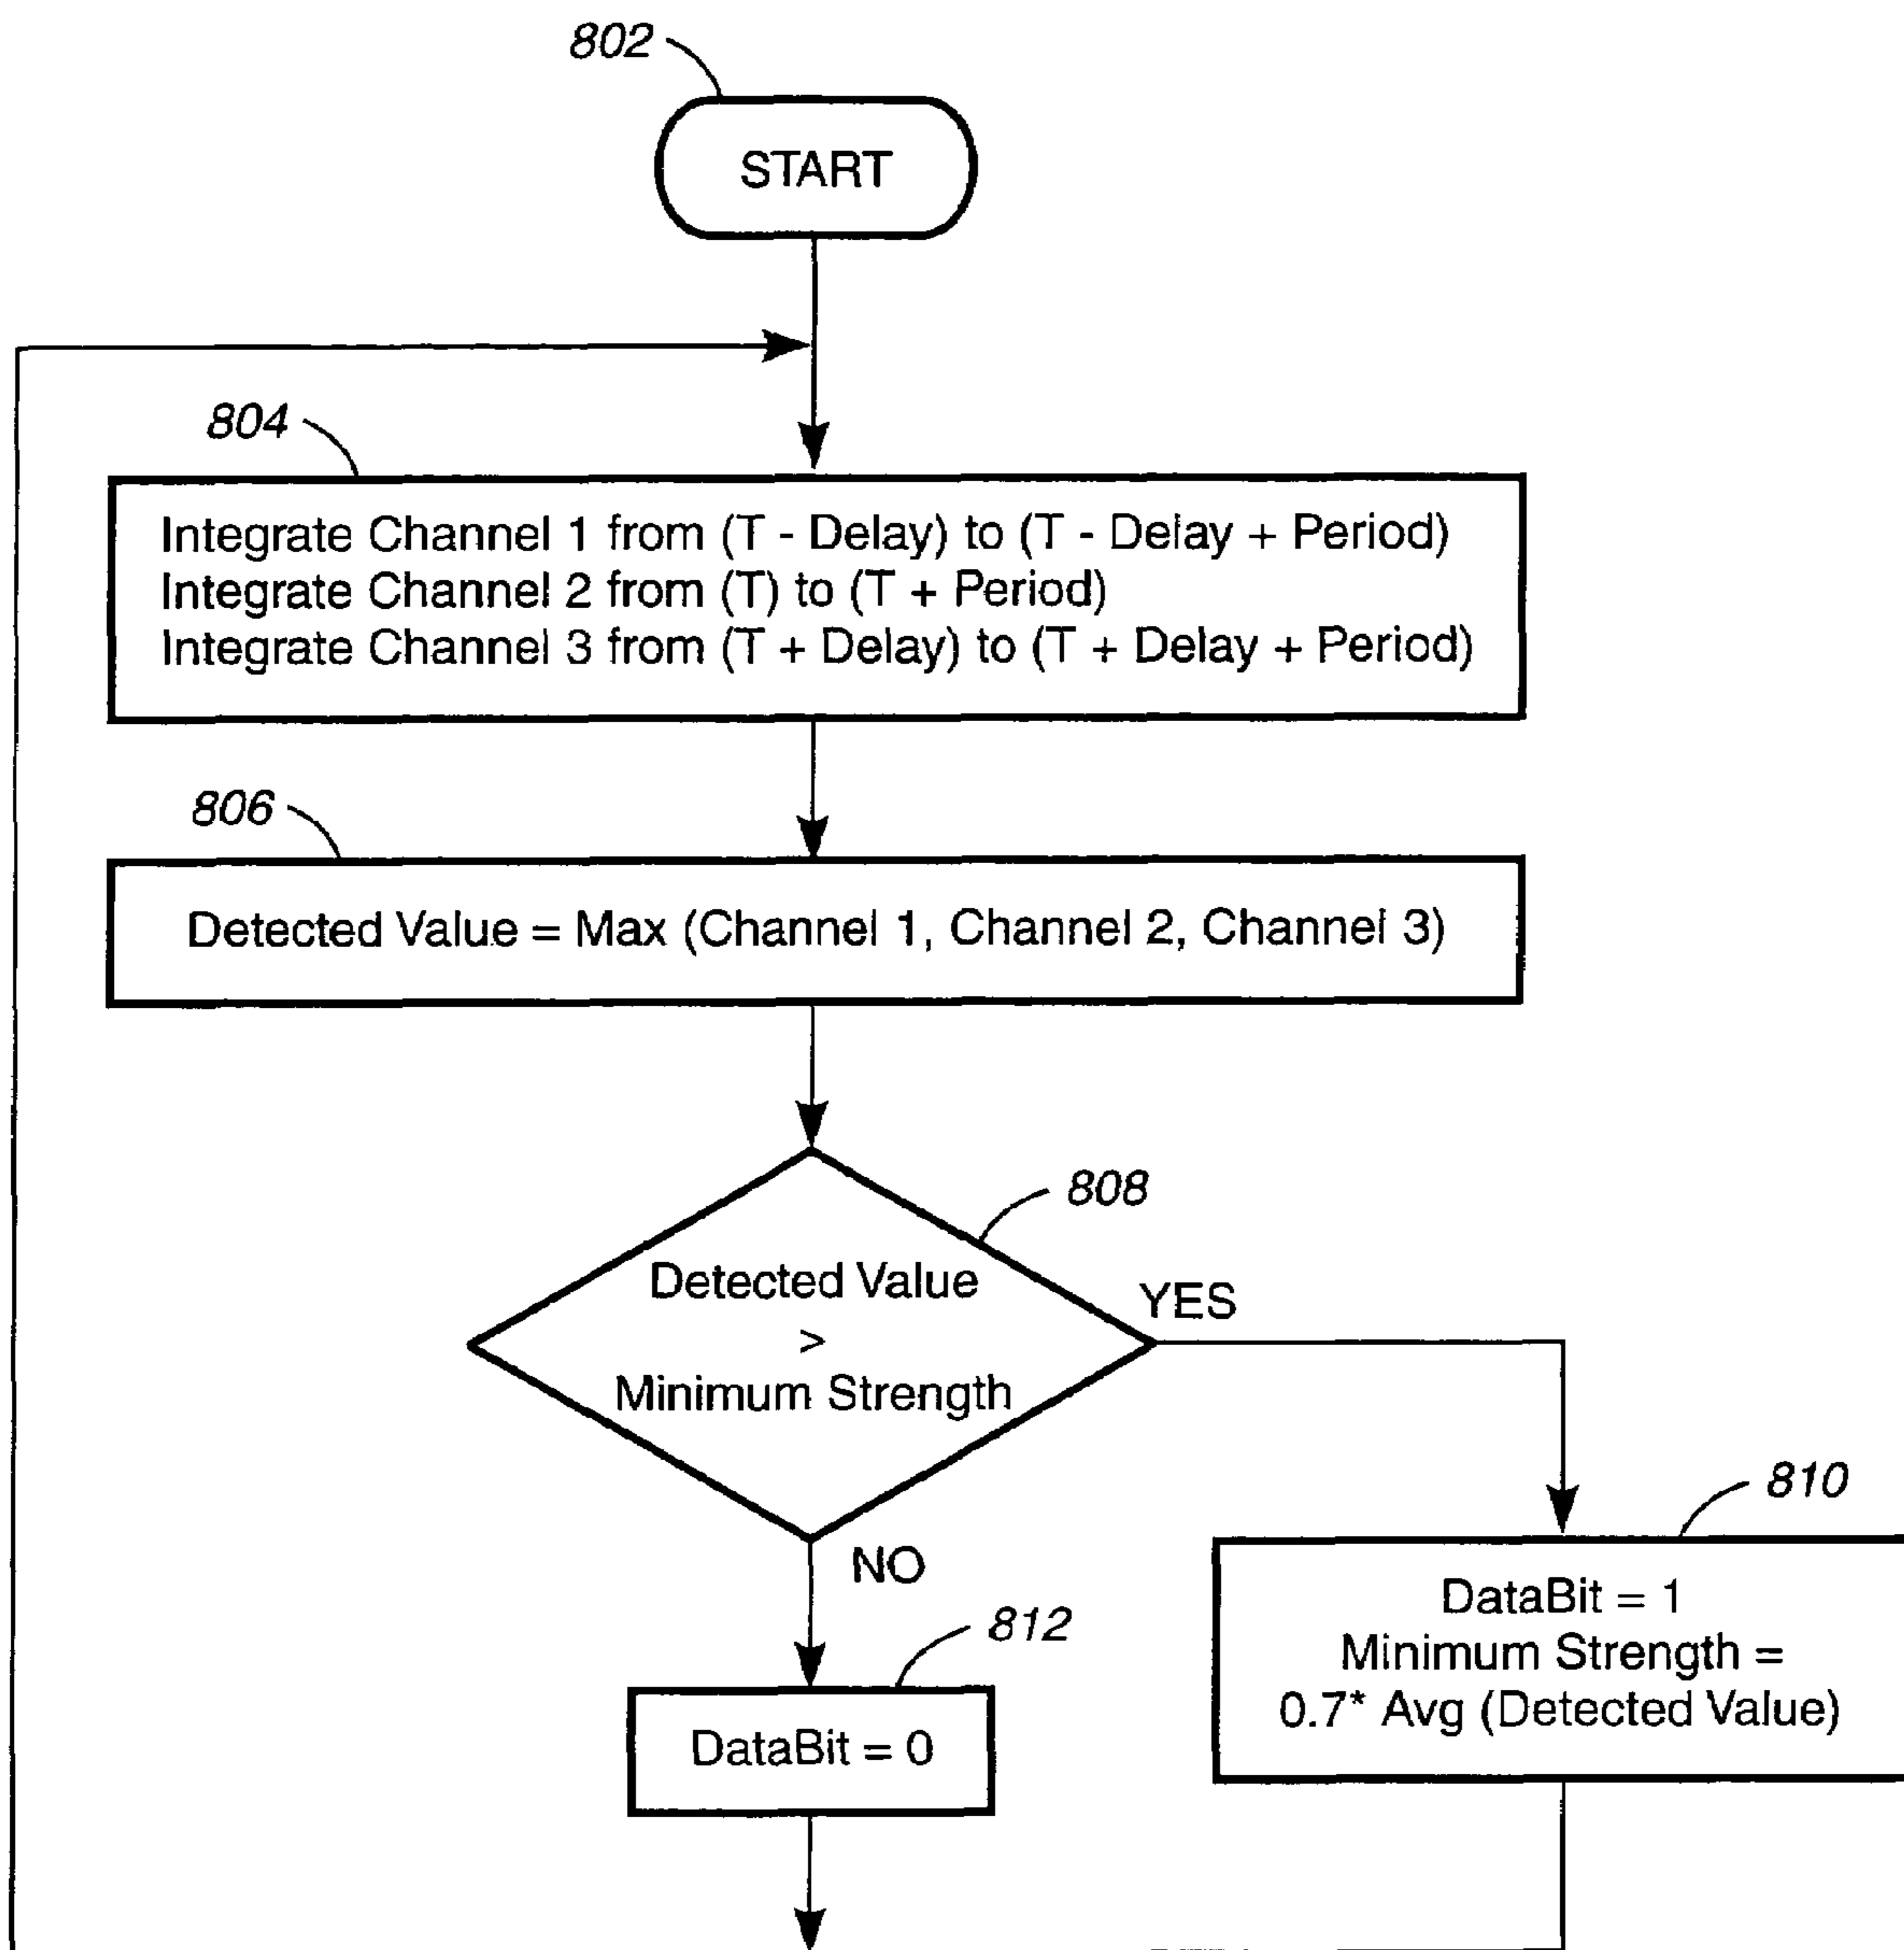 802
START
804
Integrate Channel 1 from (T - Delay) to (T - Delay + Period)
Integrate Channel 2 from (T) to (T + Period)
Integrate Channel 3 from (T + Delay) to (T + Delay + Period)
806
Detected Value = Max (Channel 1, Channel 2, Channel 3)
808
Detected Value
>
Minimum Strength
YES
NO
810
DataBit = 1
Minimum Strength =
0.7* Avg (Detected Value)
812
DataBit = 0